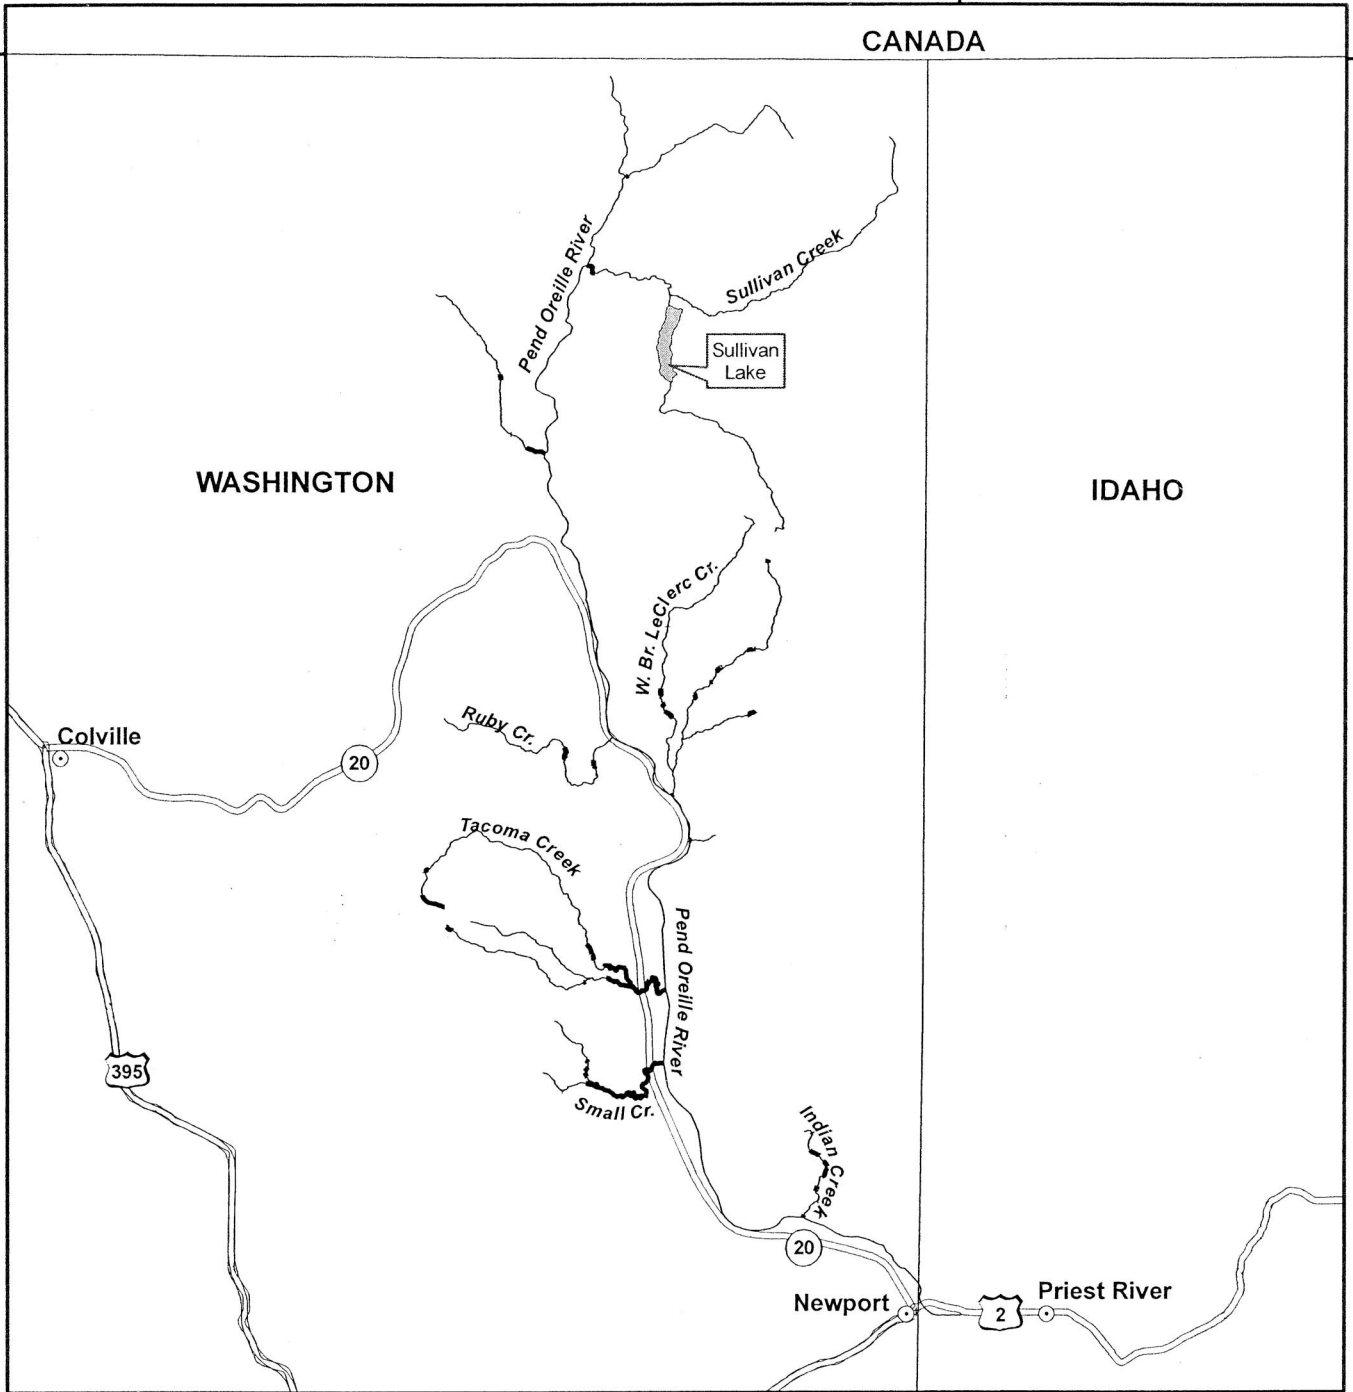 CANADA
Pend Oreille River
Sullivan Creek
Sullivan
Lake
WASHINGTON
IDAHO
W. Br. LeClerc Cr.
Ruby Cr.
Colville
20
Tacoma Creek
Pend Oreille River
395
Small Cr.
Indian Creek
20
Newport
2
Priest River